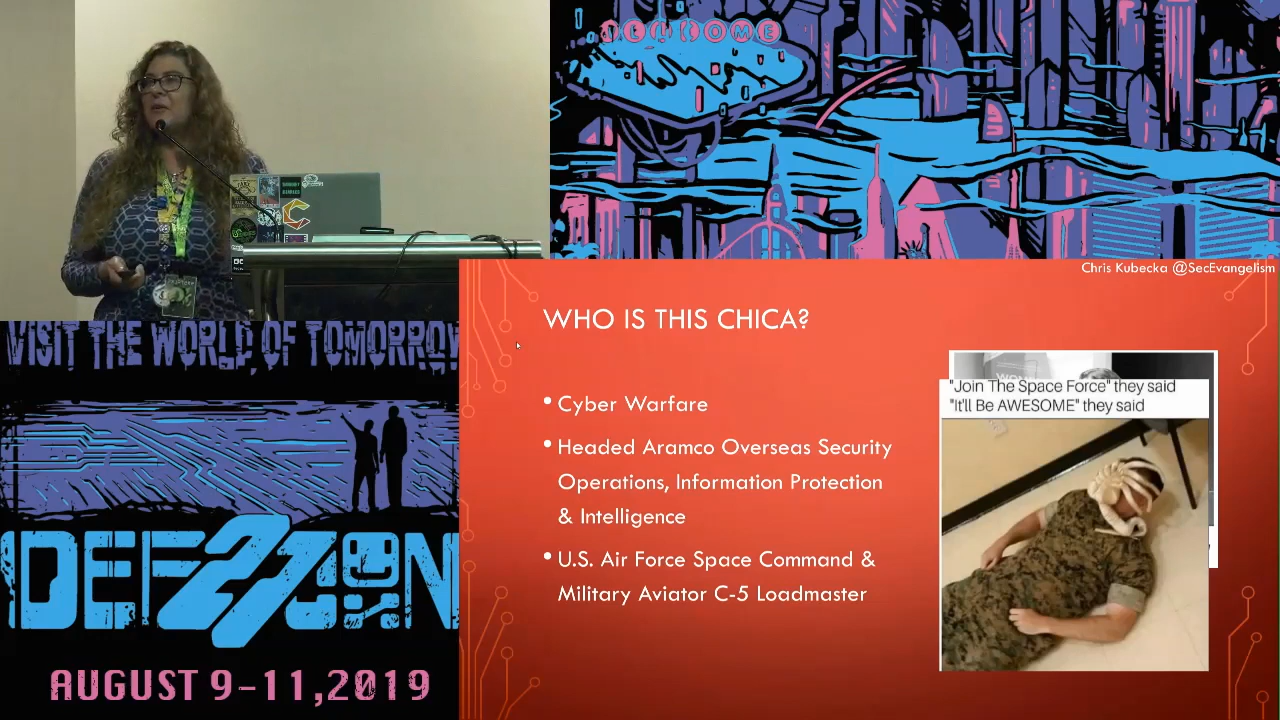 WELCOME
Chris Kubecka @SecEvangelism
WHO IS THIS CHICA?
• Cyber Warfare
• Headed Aramco Overseas Security
Operations, Information Protection
& Intelligence
• U.S. Air Force Space Command &
Military Aviator C-5 Loadmaster
"Join The Space Force" they said
"It'll Be AWESOME" they said
VISIT THE WORLD OF TOMORROW
DEF 27 CON
AUGUST 9-11,2019